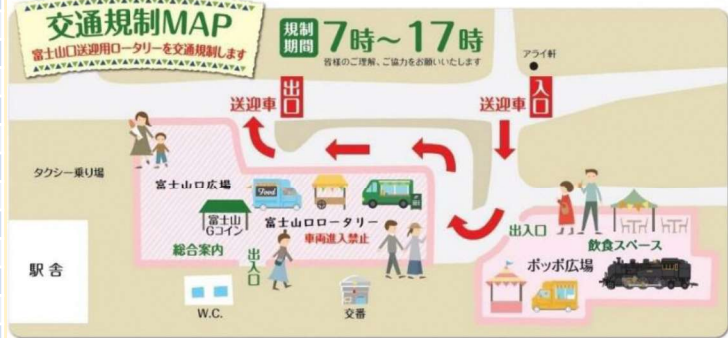 交通規制MAP
富士山口送迎用ロータリーを交通規制します
規制
期間
7時～17時
皆様のご理解、ご協力をお願いいたします
アライ軒
送迎車
出口
送迎車
入口
タクシー乗り場
富士山口広場
Food
富士山
Gコイン
富士山口ロータリー
車両進入禁止
総合案内
出入口
出入口
飲食スペース
ポッポ広場
駅舎
W.C.
交番